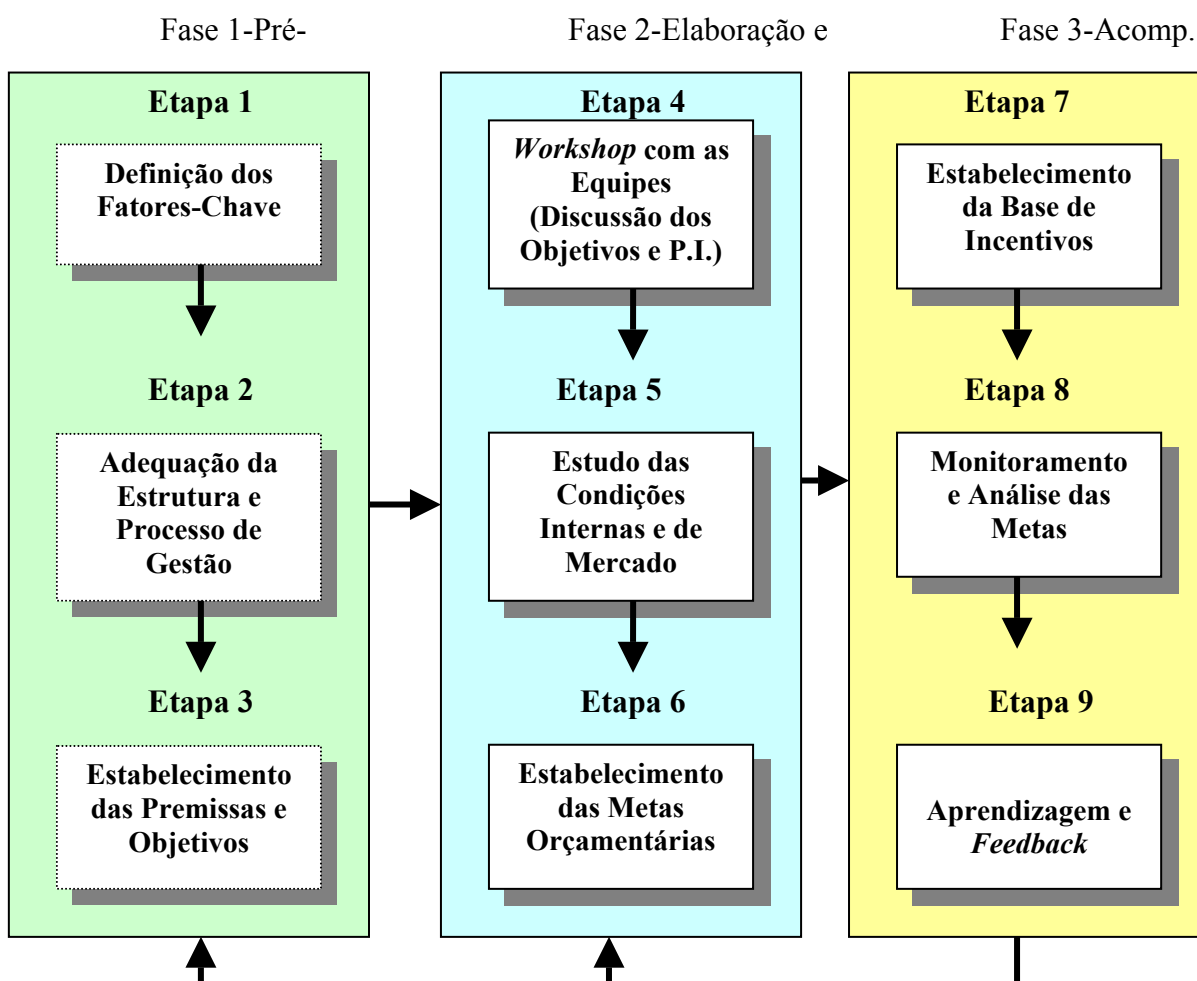 Fase 1-Pré-
Fase 2-Elaboração e
Fase 3-Acomp.
Etapa 1
Definição dos
Fatores-Chave
Etapa 2
Adequação da
Estrutura e
Processo de
Gestão
Etapa 3
Estabelecimento
das Premissas e
Objetivos
Etapa 4
Workshop com as
Equipes
(Discussão dos
Objetivos e P.I.)
Etapa 5
Estudo das
Condições
Internas e de
Mercado
Etapa 6
Estabelecimento
das Metas
Orçamentárias
Etapa 7
Estabelecimento
da Base de
Incentivos
Etapa 8
Monitoramento
e Análise das
Metas
Etapa 9
Aprendizagem e
Feedback